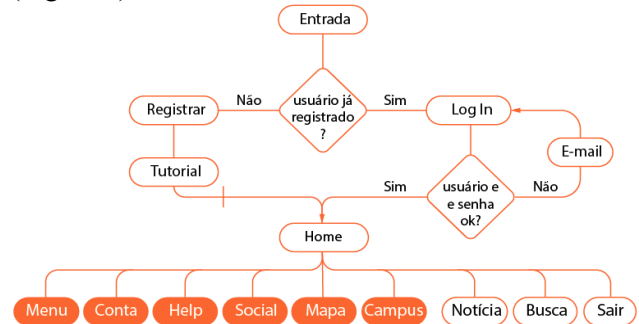 Entrada
usuário já
registrado
?
Não
Sim
Registrar
Log In
Tutorial
E-mail
usuário e
e senha
ok?
Sim
Não
Home
Menu
Conta
Help
Social
Mapa
Campus
Notícia
Busca
Sair